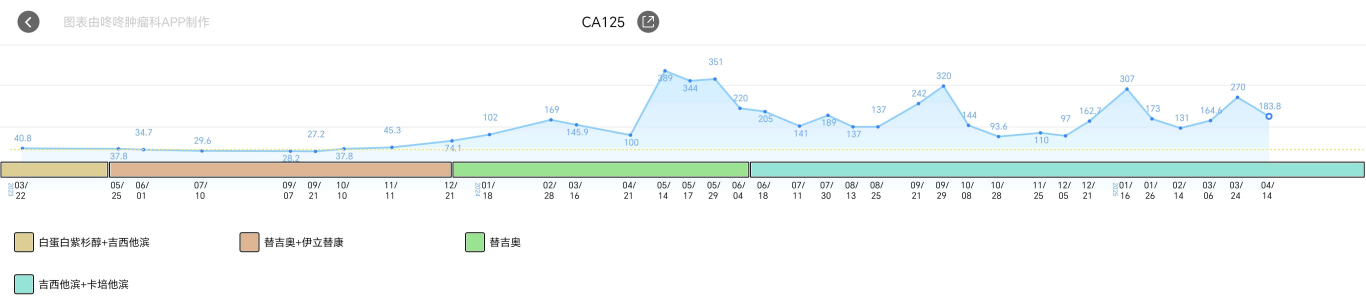 图表由咚咚肿瘤科APP制作
CA125
40.8 37.8 34.7 29.6 28.2 27.2 37.8 45.3 74.1 102 169 145.9 100 389 344 351 220 205 141 189 137 137 242 320 144 93.6 110 97 162.7 307 173 131 164.6 270 183.8
2023 03/22 05/25 06/01 07/10 09/07 09/21 10/10 11/11 12/21 2024 01/18 02/28 03/16 04/21 05/14 05/17 05/29 06/04 06/18 07/11 07/30 08/13 08/25 09/21 09/29 10/08 10/28 11/25 12/05 12/21 2025 01/16 01/26 02/14 03/06 03/24 04/14
白蛋白紫杉醇+吉西他滨 替吉奥+伊立替康 替吉奥
吉西他滨+卡培他滨